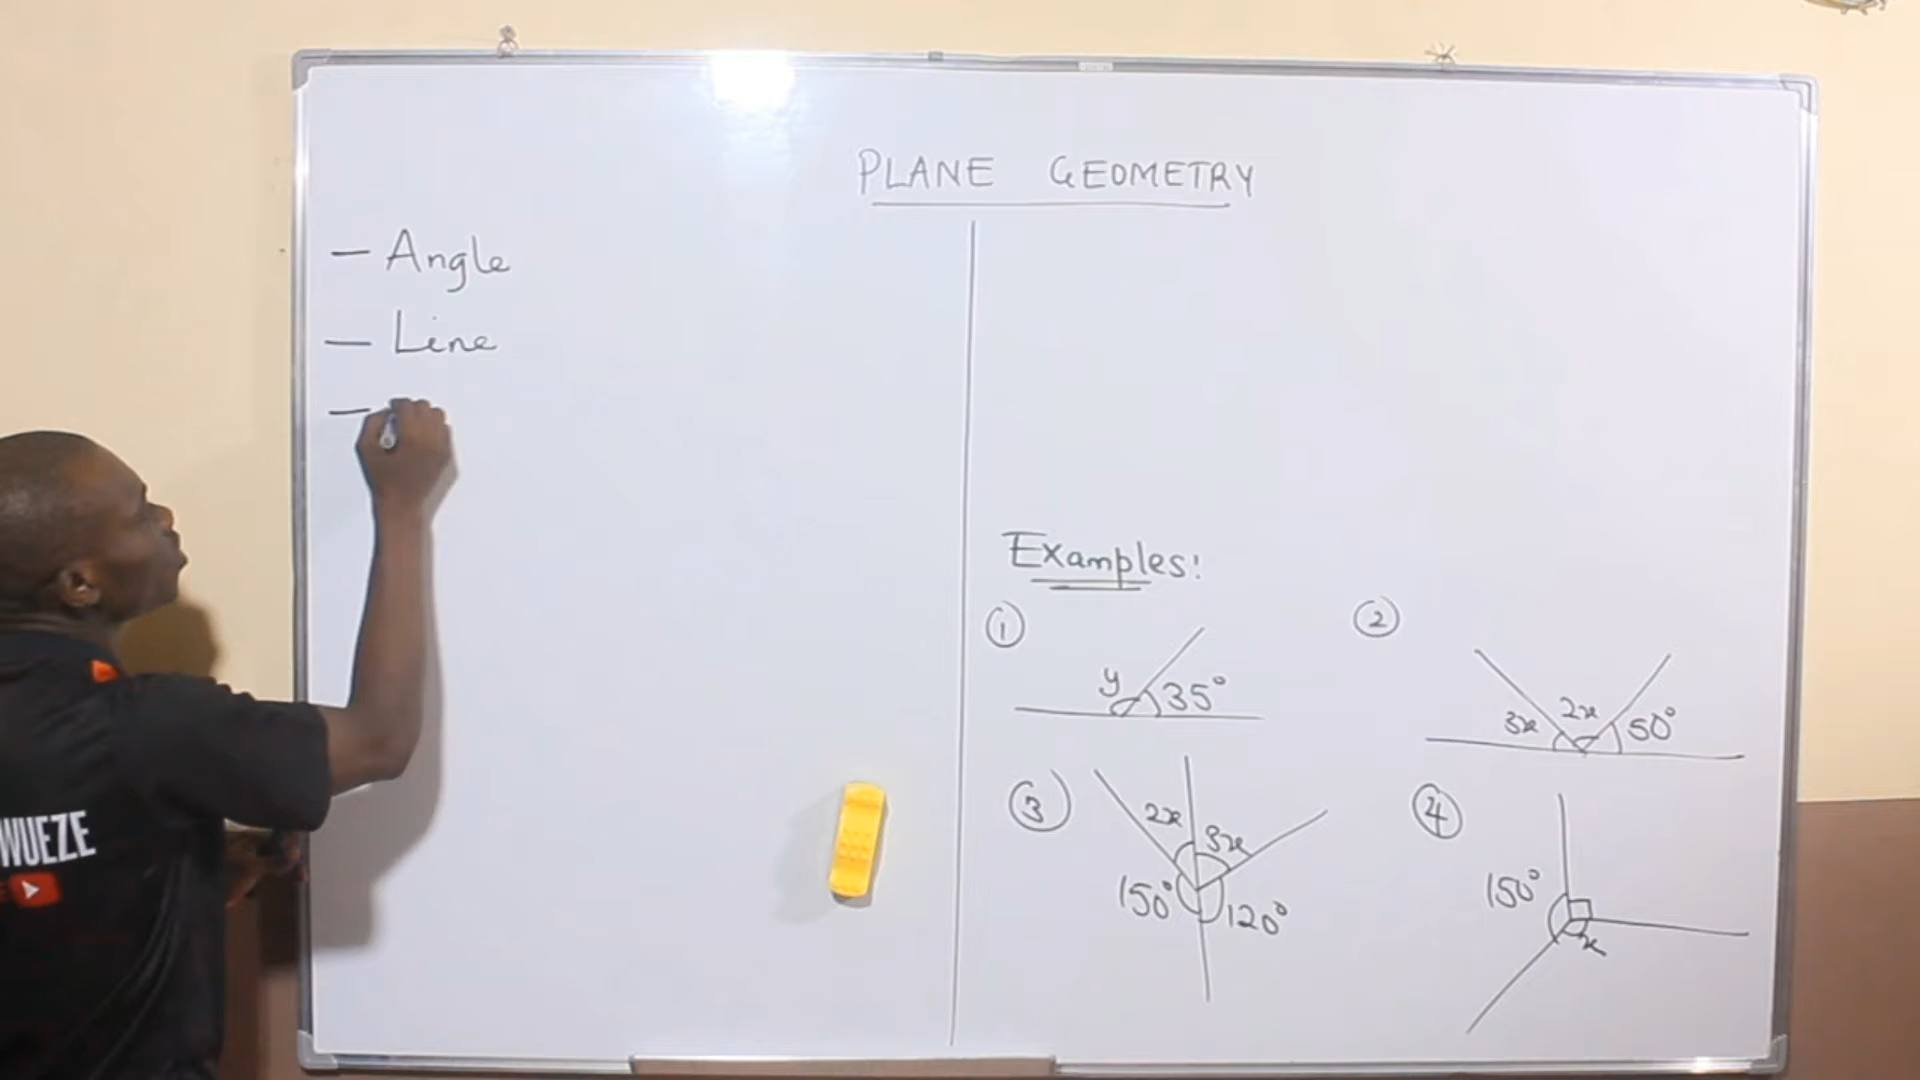 PLANE GEOMETRY
— Angle
— Line
—
Examples:
①
y 35°
②
3x 2x 50°
③
2x 3x
150° 120°
④
150°
x
WUEZE